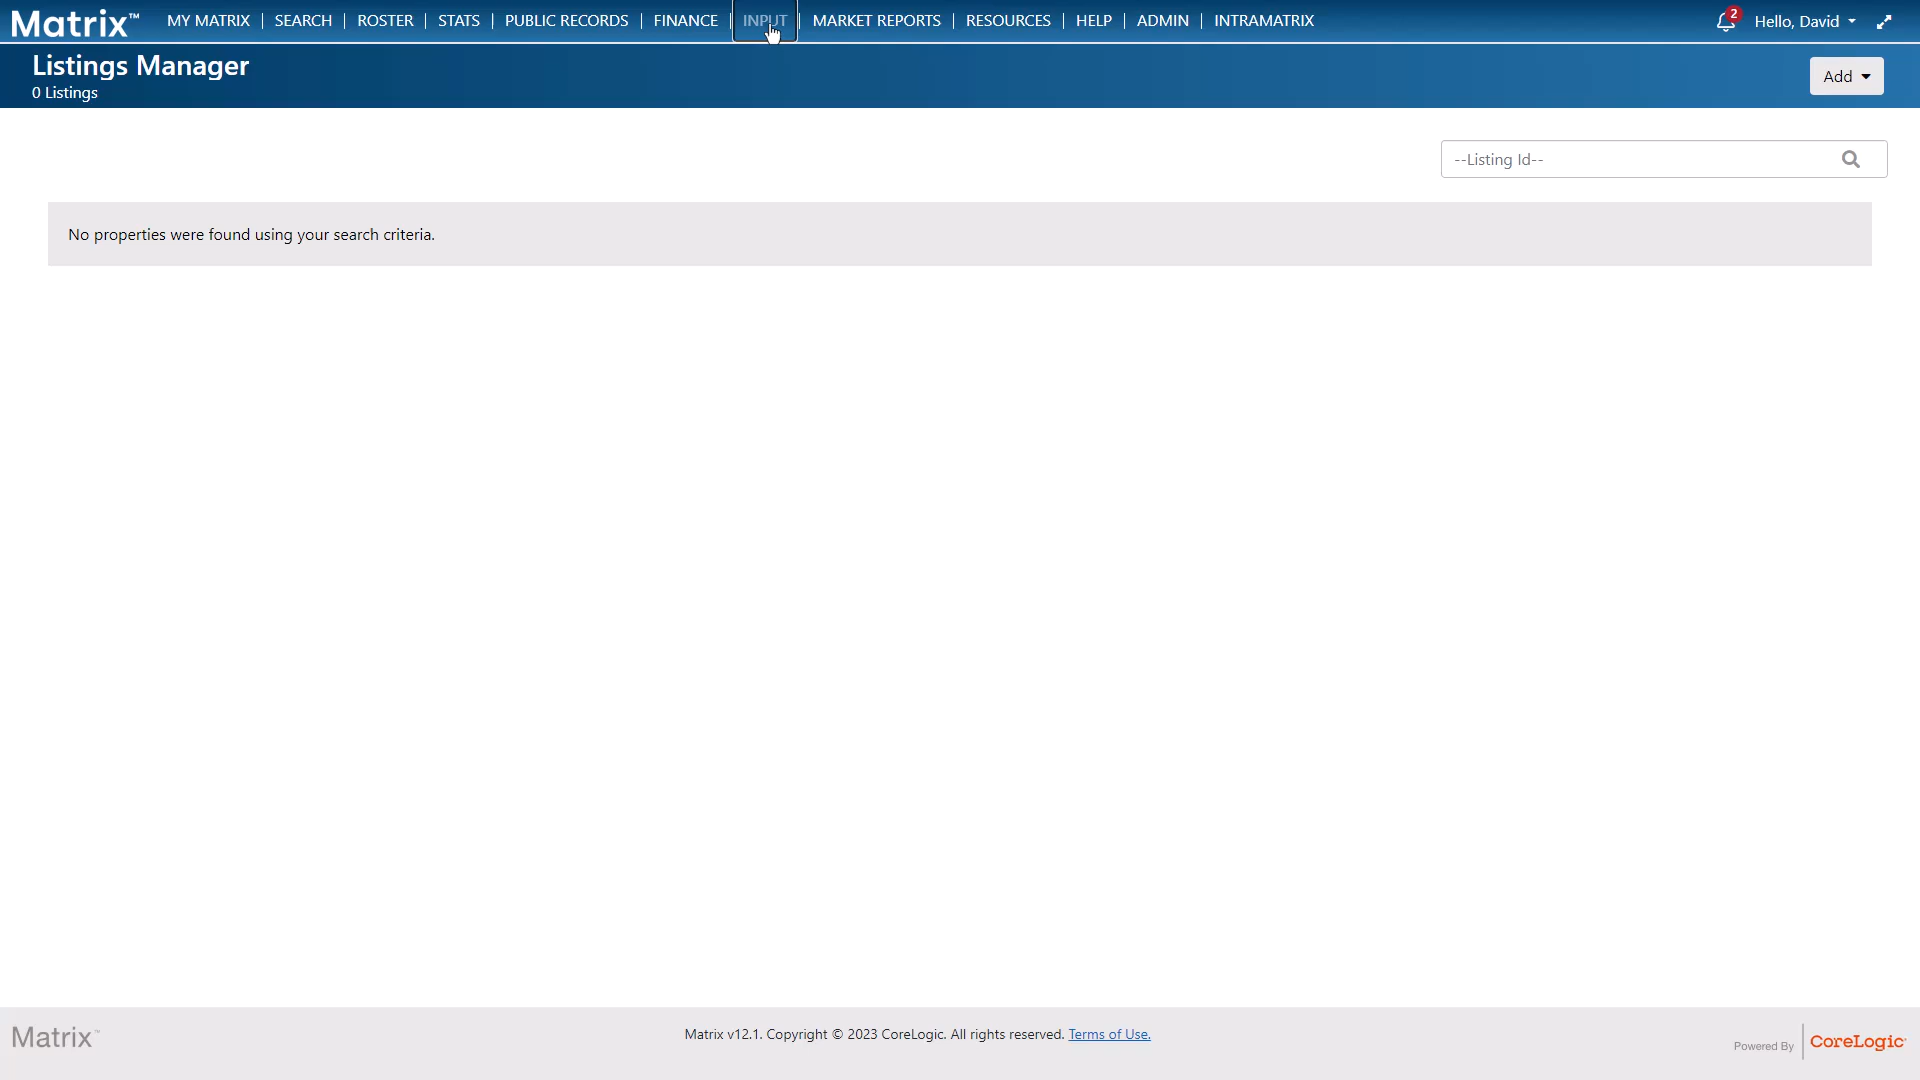 Matrix™ MY MATRIX SEARCH ROSTER STATS PUBLIC RECORDS FINANCE INPUT MARKET REPORTS RESOURCES HELP ADMIN INTRAMATRIX 2 Hello, David
Listings Manager
0 Listings
Add
--Listing Id--
No properties were found using your search criteria.
Matrix™
Matrix v12.1. Copyright © 2023 CoreLogic. All rights reserved. Terms of Use.
Powered By CoreLogic